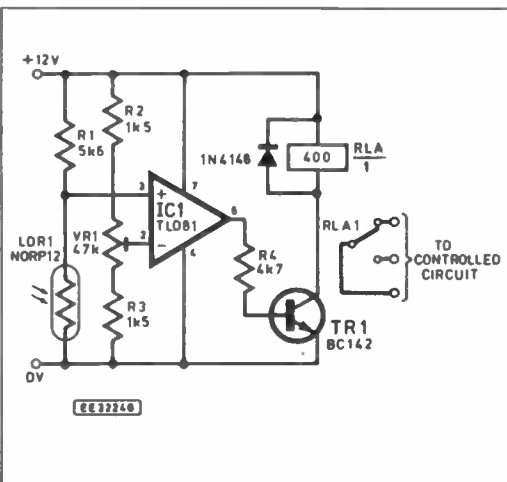 +12V
R1
5k6
R2
1k5
1N4148
400
RLA
1
3
+
7
IC1
TL081
6
2
−
4
LDR1
NORP12
VR1
47k
R3
1k5
R4
4k7
RLA1
TO
CONTROLLED
CIRCUIT
TR1
BC142
0V
EE32246